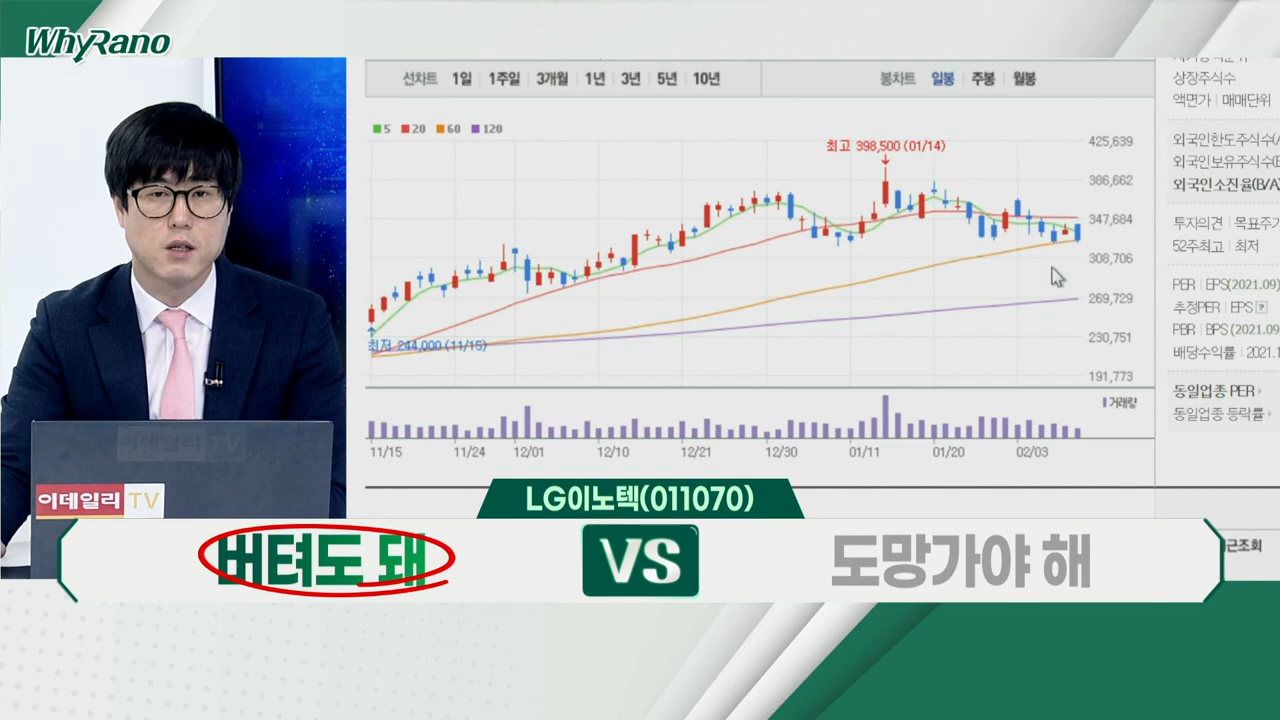 WhyRano
선차트 1일 1주일 3개월 1년 3년 5년 10년
봉차트 일봉 주봉 월봉
5 20 60 120
최고 398,500 (01/14)
최저 244,000 (11/15)
425,639
386,662
347,684
308,706
269,729
230,751
191,773
거래량
11/15 11/24 12/01 12/10 12/21 12/30 01/11 01/20 02/03
상장주식수
액면가 매매단위
외국인한도주식수(A
외국인보유주식수(B
외국인소진율(B/A)
투자의견 목표주가
52주최고 최저
PER EPS(2021.09)
추정PER EPS
PBR BPS (2021.09
배당수익률 2021.1
동일업종 PER
동일업종 등락률
이데일리 TV
이데일리 TV
LG이노텍(011070)
버텨도 돼 VS 도망가야 해
근조회